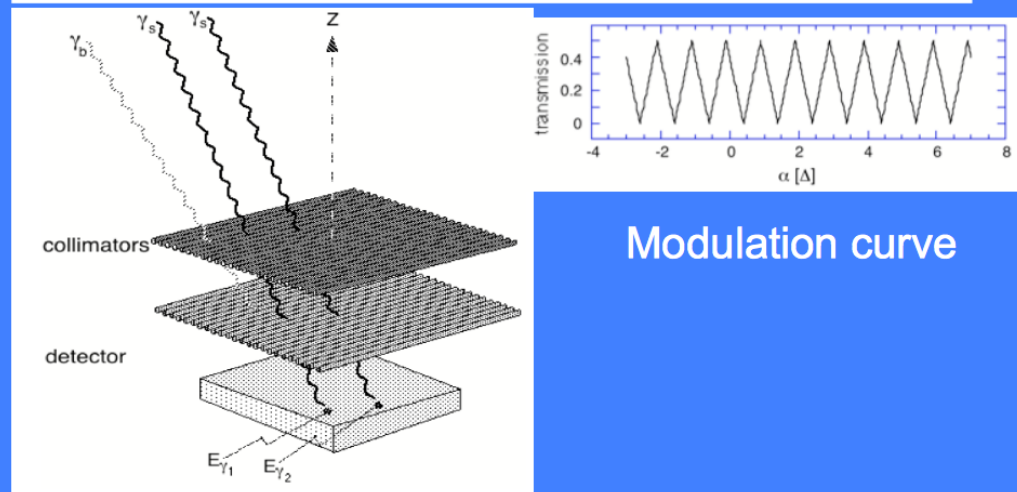 γs γs Z
γb
collimators
detector
Eγ1 Eγ2
transmission
0.4
0.2
0
-4 -2 0 2 4 6 8
α [Δ]
Modulation curve